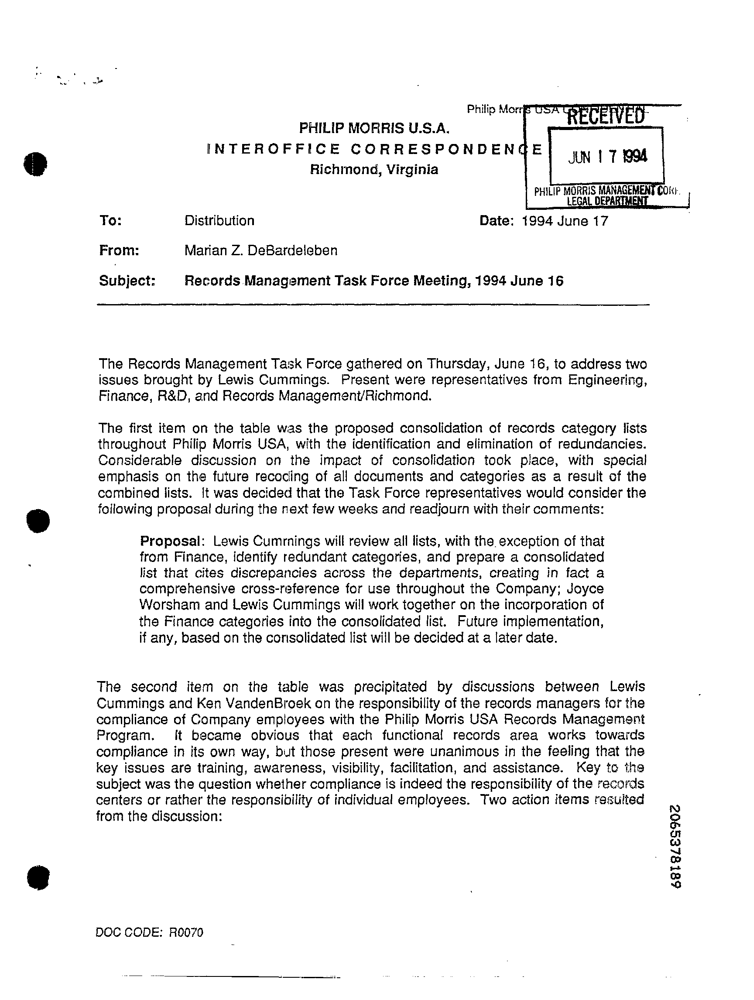 Philip Morris USA
RECEIVED
PHILIP MORRIS U.S.A.
INTEROFFICE CORRESPONDENCE
Richmond, Virginia
JUN 17 1994
PHILIP MORRIS MANAGEMENT CORP.
LEGAL DEPARTMENT
To: Distribution Date: 1994 June 17
From: Marian Z. DeBardeleben
Subject: Records Management Task Force Meeting, 1994 June 16
The Records Management Task Force gathered on Thursday, June 16, to address two
issues brought by Lewis Cummings. Present were representatives from Engineering,
Finance, R&D, and Records Management/Richmond.
The first item on the table was the proposed consolidation of records category lists
throughout Philip Morris USA, with the identification and elimination of redundancies.
Considerable discussion on the impact of consolidation took place, with special
emphasis on the future recoding of all documents and categories as a result of the
combined lists. It was decided that the Task Force representatives would consider the
following proposal during the next few weeks and readjourn with their comments:
Proposal: Lewis Cummings will review all lists, with the exception of that
from Finance, identify redundant categories, and prepare a consolidated
list that cites discrepancies across the departments, creating in fact a
comprehensive cross-reference for use throughout the Company; Joyce
Worsham and Lewis Cummings will work together on the incorporation of
the Finance categories into the consolidated list. Future implementation,
if any, based on the consolidated list will be decided at a later date.
The second item on the table was precipitated by discussions between Lewis
Cummings and Ken VandenBroek on the responsibility of the records managers for the
compliance of Company employees with the Philip Morris USA Records Management
Program. It became obvious that each functional records area works towards
compliance in its own way, but those present were unanimous in the feeling that the
key issues are training, awareness, visibility, facilitation, and assistance. Key to the
subject was the question whether compliance is indeed the responsibility of the records
centers or rather the responsibility of individual employees. Two action items resulted
from the discussion:
2065378189
DOC CODE: R0070